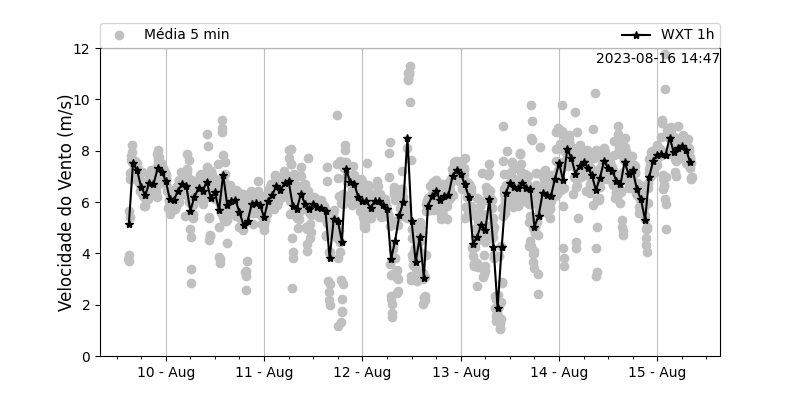 Média 5 min
WXT 1h
2023-08-16 14:47
Velocidade do Vento (m/s)
12
10
8
6
4
2
0
10 - Aug
11 - Aug
12 - Aug
13 - Aug
14 - Aug
15 - Aug